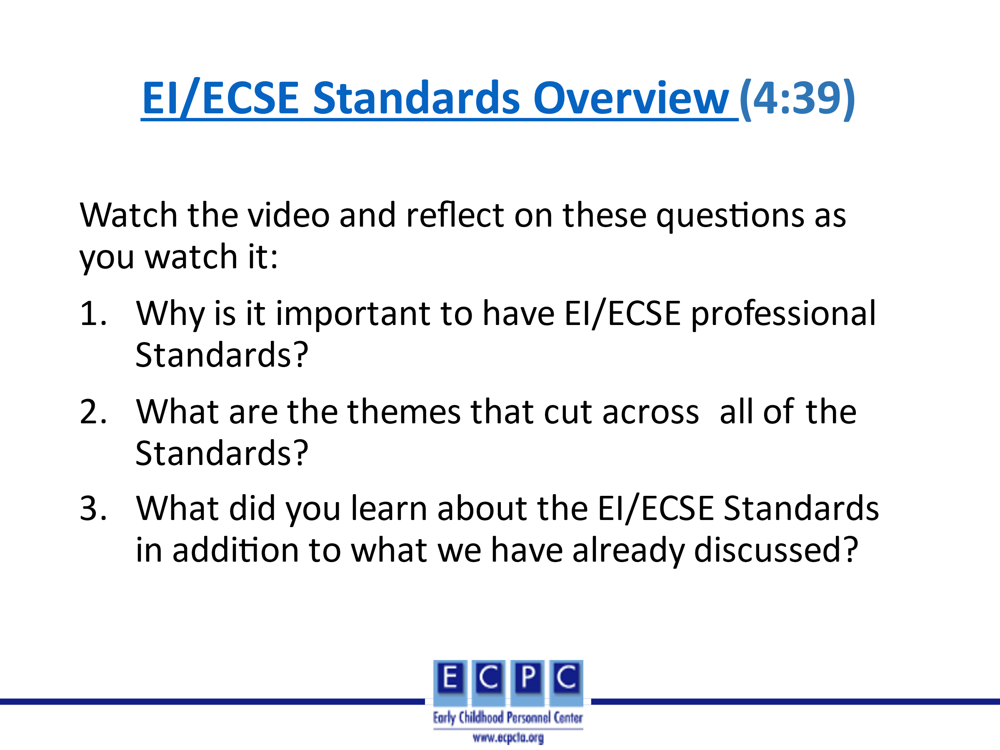 EI/ECSE Standards Overview (4:39)
Watch the video and reflect on these questions as
you watch it:
1. Why is it important to have EI/ECSE professional
Standards?
2. What are the themes that cut across  all of the
Standards?
3. What did you learn about the EI/ECSE Standards
in addition to what we have already discussed?
E C P C
Early Childhood Personnel Center
www.ecpcta.org